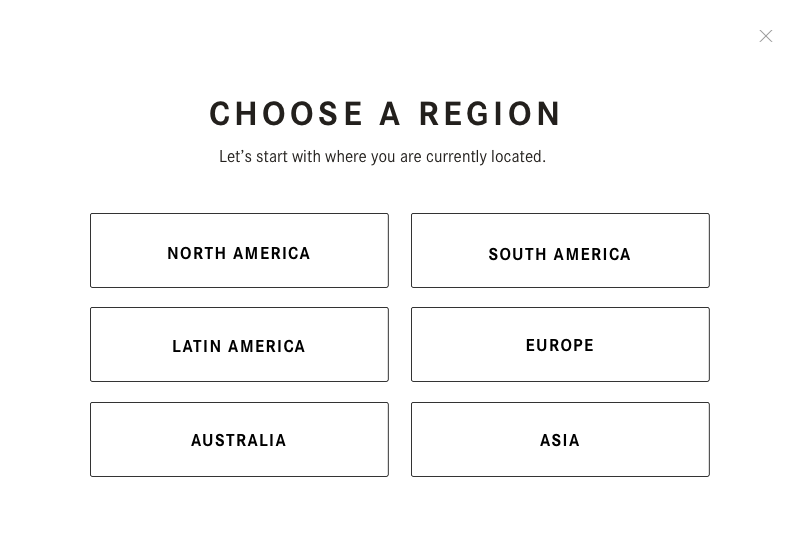 CHOOSE A REGION
Let's start with where you are currently located.
NORTH AMERICA
SOUTH AMERICA
LATIN AMERICA
EUROPE
AUSTRALIA
ASIA